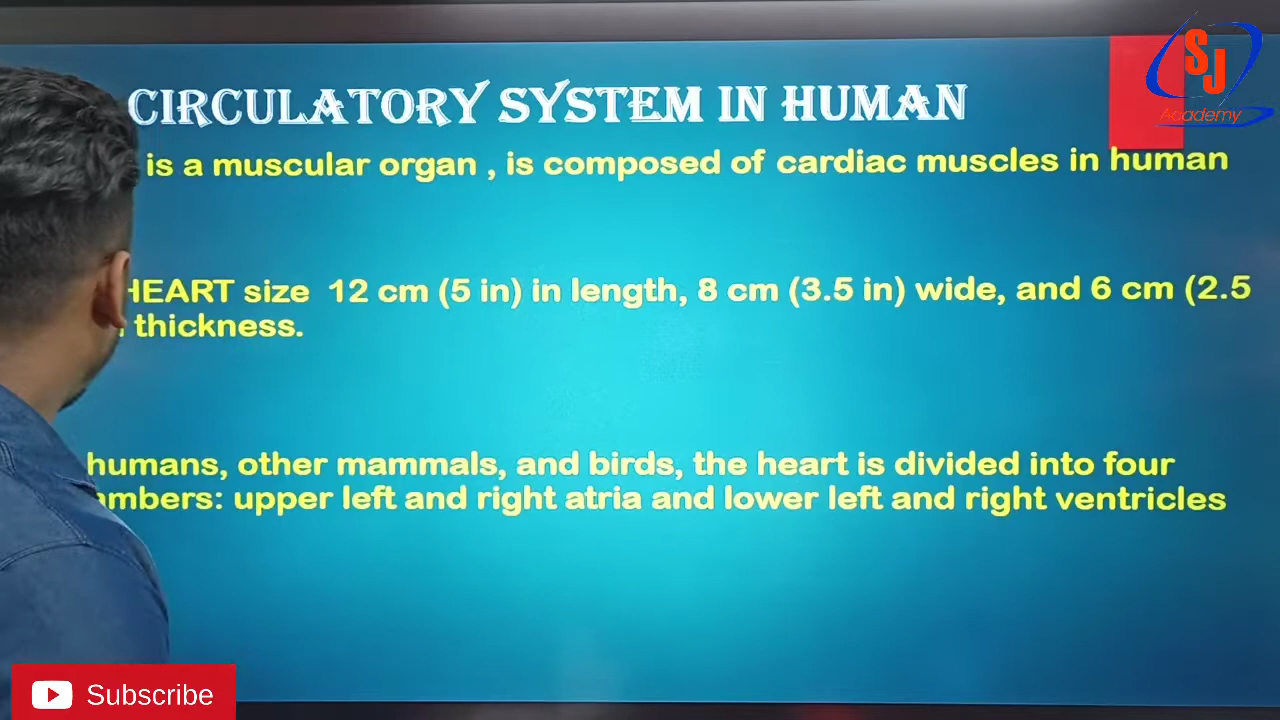 SJ
Academy
CIRCULATORY SYSTEM IN HUMAN
is a muscular organ , is composed of cardiac muscles in human
HEART size 12 cm (5 in) in length, 8 cm (3.5 in) wide, and 6 cm (2.5
thickness.
humans, other mammals, and birds, the heart is divided into four
ambers: upper left and right atria and lower left and right ventricles
Subscribe